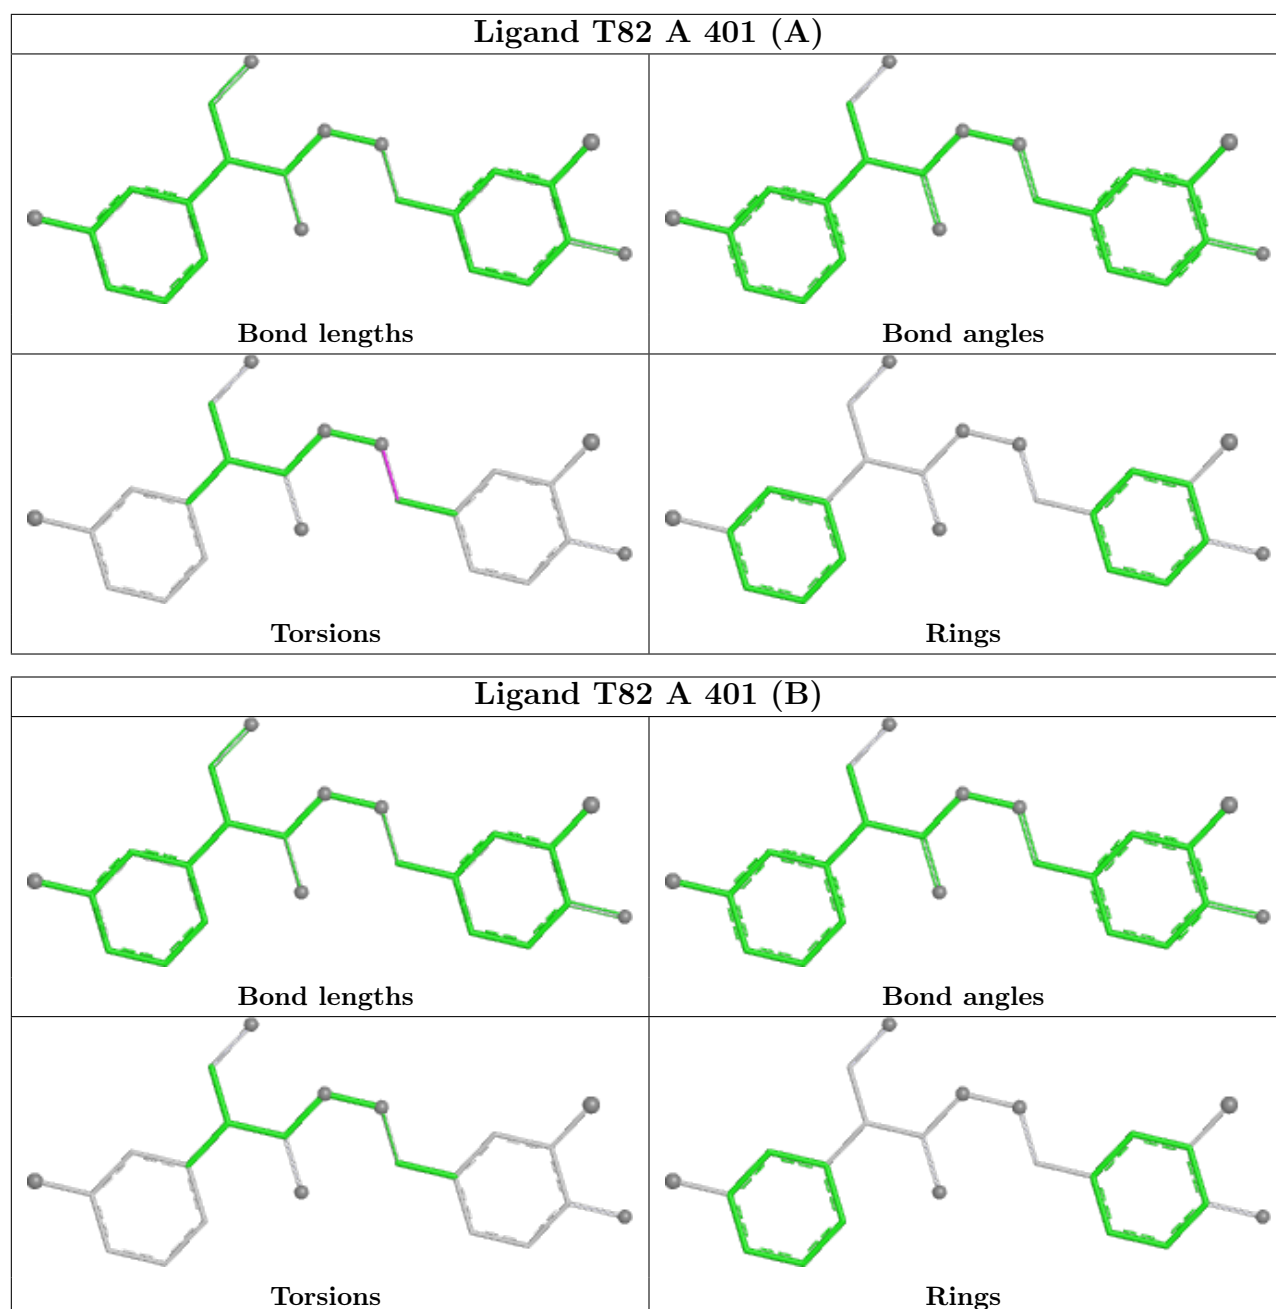 Ligand T82 A 401 (A)
Bond lengths
Bond angles
Torsions
Rings
Ligand T82 A 401 (B)
Bond lengths
Bond angles
Torsions
Rings